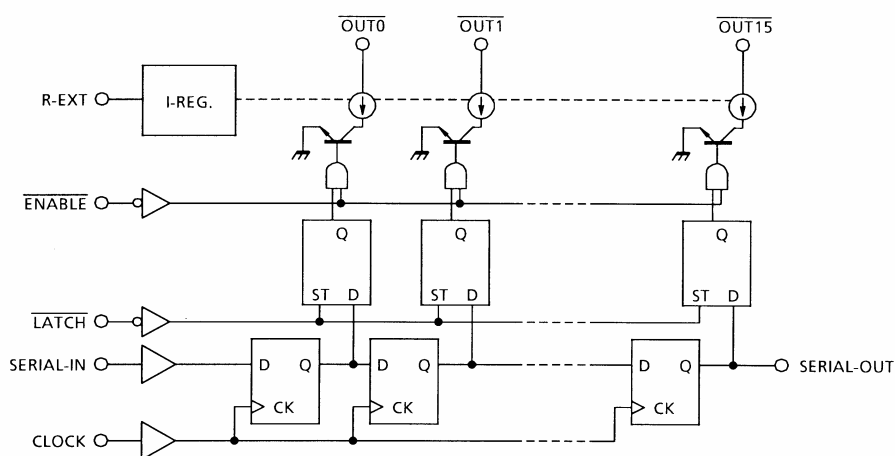 OUT0 OUT1 OUT15
R-EXT I-REG.
ENABLE
Q Q Q
ST D ST D ST D
LATCH
SERIAL-IN D Q D Q D Q SERIAL-OUT
CK CK CK
CLOCK